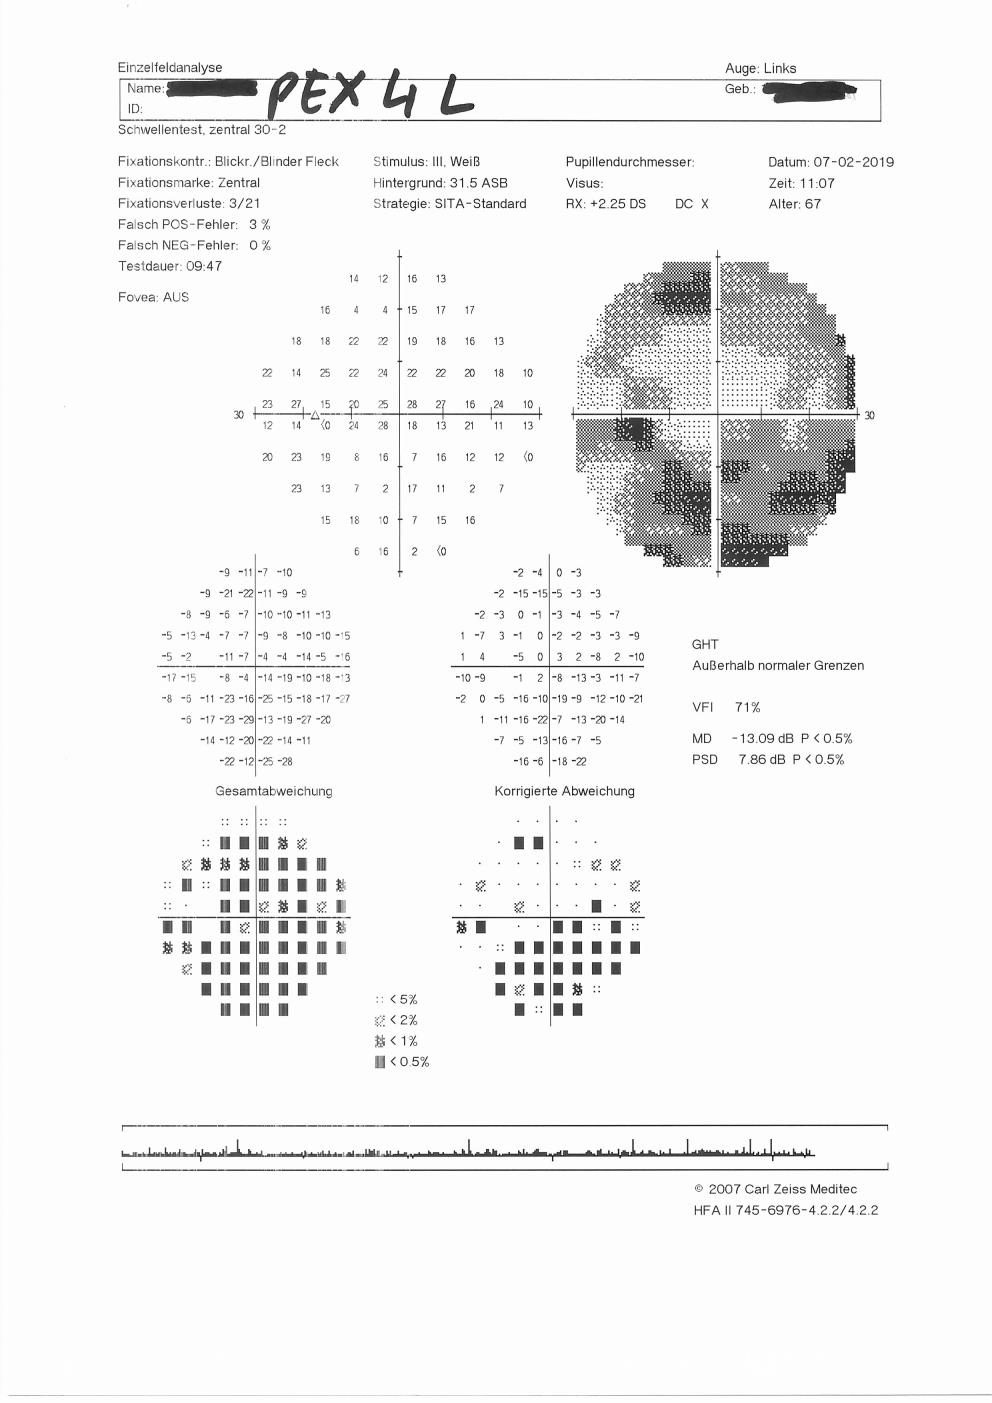 Einzelfeldanalyse Auge: Links
Name: PEX 4 L Geb.:
ID:
Schwellentest, zentral 30-2
Fixationskontr.: Blickr./Blinder Fleck Stimulus: III, Weiß Pupillendurchmesser: Datum: 07-02-2019
Fixationsmarke: Zentral Hintergrund: 31.5 ASB Visus: Zeit: 11:07
Fixationsverluste: 3/21 Strategie: SITA-Standard RX: +2.25 DS DC X Alter: 67
Falsch POS-Fehler: 3 %
Falsch NEG-Fehler: 0 %
Testdauer: 09:47
Fovea: AUS
14 12 16 13
16 4 4 15 17 17
18 18 22 22 19 18 16 13
22 14 25 22 24 22 22 20 18 10
23 27 15 20 25 28 27 16 24 10
30 30
12 14 <0 24 28 18 13 21 11 13
20 23 19 8 16 7 16 12 12 <0
23 13 7 2 17 11 2 7
15 18 10 7 15 16
6 16 2 <0
-9 -11 -7 -10 -2 -4 0 -3
-9 -21 -22 -11 -9 -9 -2 -15 -15 -5 -3 -3
-8 -9 -6 -7 -10 -10 -11 -13 -2 -3 0 -1 -3 -4 -5 -7
-5 -13 -4 -7 -7 -9 -8 -10 -10 -15 1 -7 3 -1 0 -2 -2 -3 -3 -9
-5 -2 -11 -7 -4 -4 -14 -5 -16 1 4 -5 0 3 2 -8 2 -10
-17 -15 -8 -4 -14 -19 -10 -18 -13 -10 -9 -1 2 -8 -13 -3 -11 -7
-8 -6 -11 -23 -16 -25 -15 -18 -17 -27 -2 0 -5 -16 -10 -19 -9 -12 -10 -21
-6 -17 -23 -29 -13 -19 -27 -20 1 -11 -16 -22 -7 -13 -20 -14
-14 -12 -20 -22 -14 -11 -7 -5 -13 -16 -7 -5
-22 -12 -25 -28 -16 -6 -18 -22
GHT
Außerhalb normaler Grenzen
VFI 71%
MD -13.09 dB P < 0.5%
PSD 7.86 dB P < 0.5%
Gesamtabweichung Korrigierte Abweichung
< 5%
< 2%
< 1%
< 0.5%
© 2007 Carl Zeiss Meditec
HFA II 745-6976-4.2.2/4.2.2